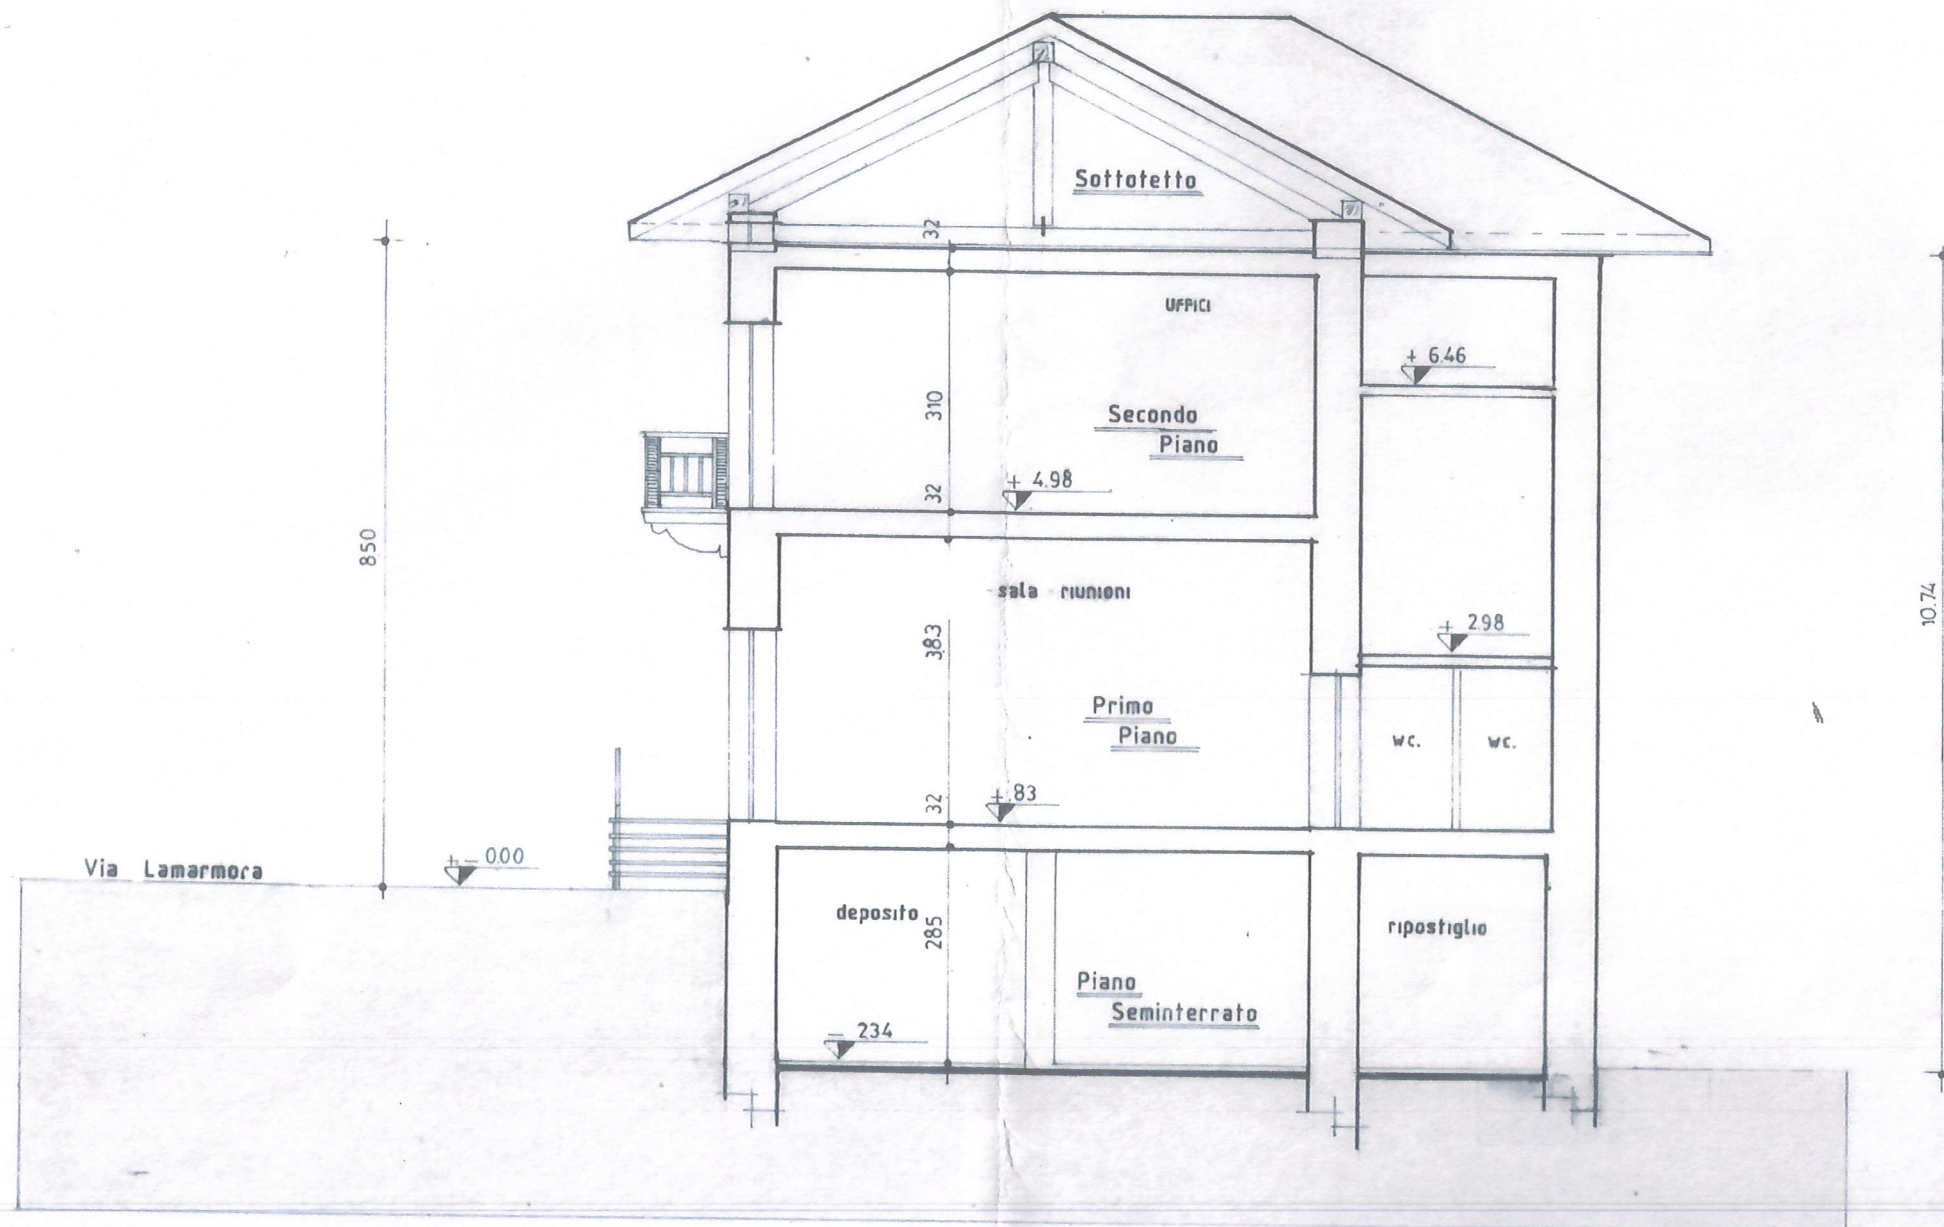 Sottotetto
32
UFFICI
+ 6.46
310
Secondo
Piano
+ 4.98
32
850
sala riunioni
10.74
+ 2.98
383
Primo
Piano
wc.
wc.
+ .83
32
+ - 0.00
Via Lamarmora
deposito
285
ripostiglio
Piano
Seminterrato
- 234